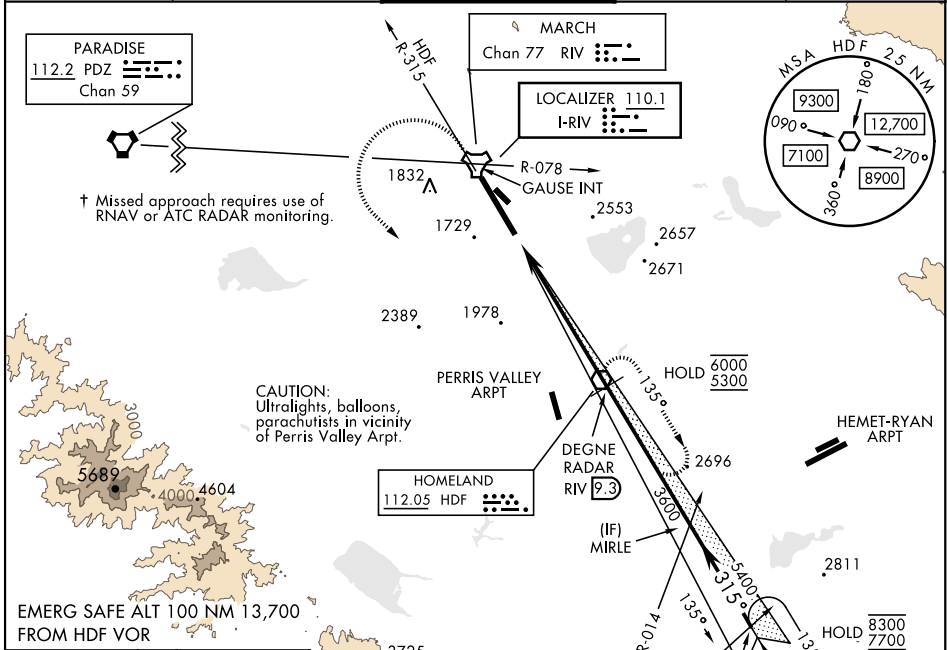 PARADISE
112.2 PDZ
Chan 59
HDF
R-315
MARCH
Chan 77 RIV
LOCALIZER 110.1
I-RIV
MSA HDF 25 NM
180°
9300
090°
12,700
7100
270°
8900
360°
R-078
GAUSE INT
1832
† Missed approach requires use of
RNAV or ATC RADAR monitoring.
1729
2553
2657
2671
2389
1978
PERRIS VALLEY
ARPT
HOLD 6000
5300
135°
CAUTION:
Ultralights, balloons,
parachutists in vicinity
of Perris Valley Arpt.
HEMET-RYAN
ARPT
3000
5689
4000
4604
DEGNE
RADAR
RIV 9.3
2696
HOMELAND
112.05 HDF
3600
(IF)
MIRLE
2811
5400
315°
135°
R-014
EMERG SAFE ALT 100 NM 13,700
FROM HDF VOR
HOLD 8300
7700